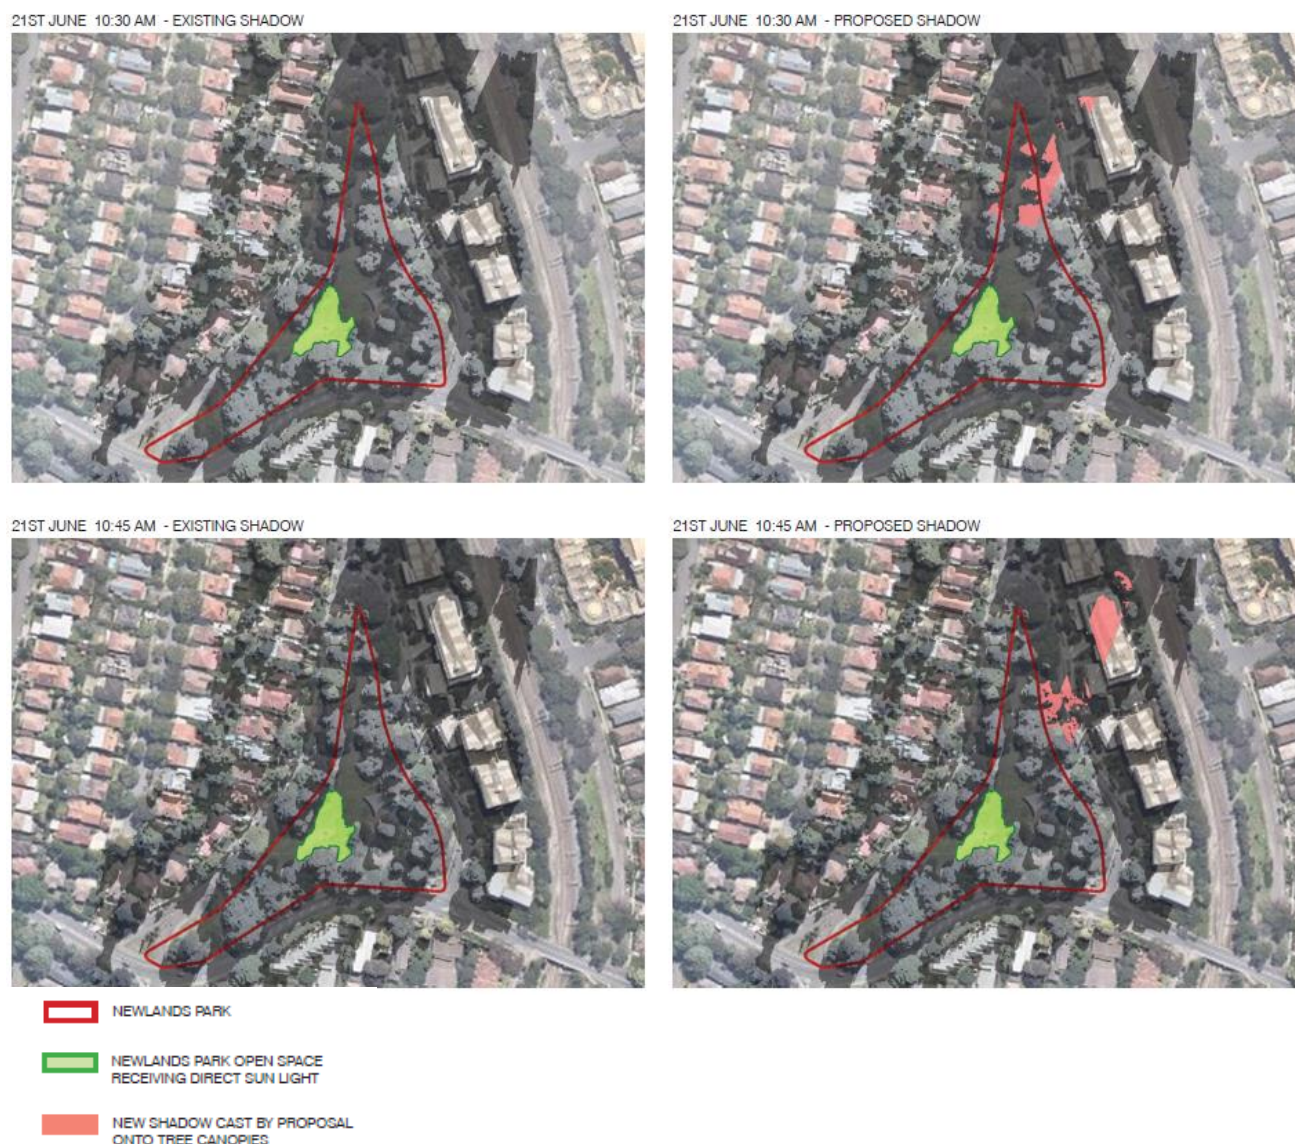 21ST JUNE 10:30 AM - EXISTING SHADOW
21ST JUNE 10:30 AM - PROPOSED SHADOW
21ST JUNE 10:45 AM - EXISTING SHADOW
21ST JUNE 10:45 AM - PROPOSED SHADOW
NEWLANDS PARK
NEWLANDS PARK OPEN SPACE
RECEIVING DIRECT SUN LIGHT
NEW SHADOW CAST BY PROPOSAL
ONTO TREE CANOPIES